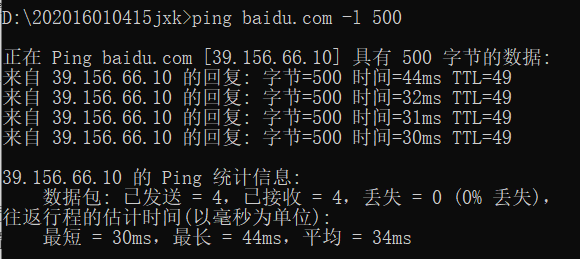 D:\202016010415jxk>ping baidu.com -l 500
正在 Ping baidu.com [39.156.66.10] 具有 500 字节的数据:
来自 39.156.66.10 的回复: 字节=500 时间=44ms TTL=49
来自 39.156.66.10 的回复: 字节=500 时间=32ms TTL=49
来自 39.156.66.10 的回复: 字节=500 时间=31ms TTL=49
来自 39.156.66.10 的回复: 字节=500 时间=30ms TTL=49
39.156.66.10 的 Ping 统计信息:
数据包: 已发送 = 4，已接收 = 4，丢失 = 0 (0% 丢失)，
往返行程的估计时间(以毫秒为单位):
最短 = 30ms，最长 = 44ms，平均 = 34ms